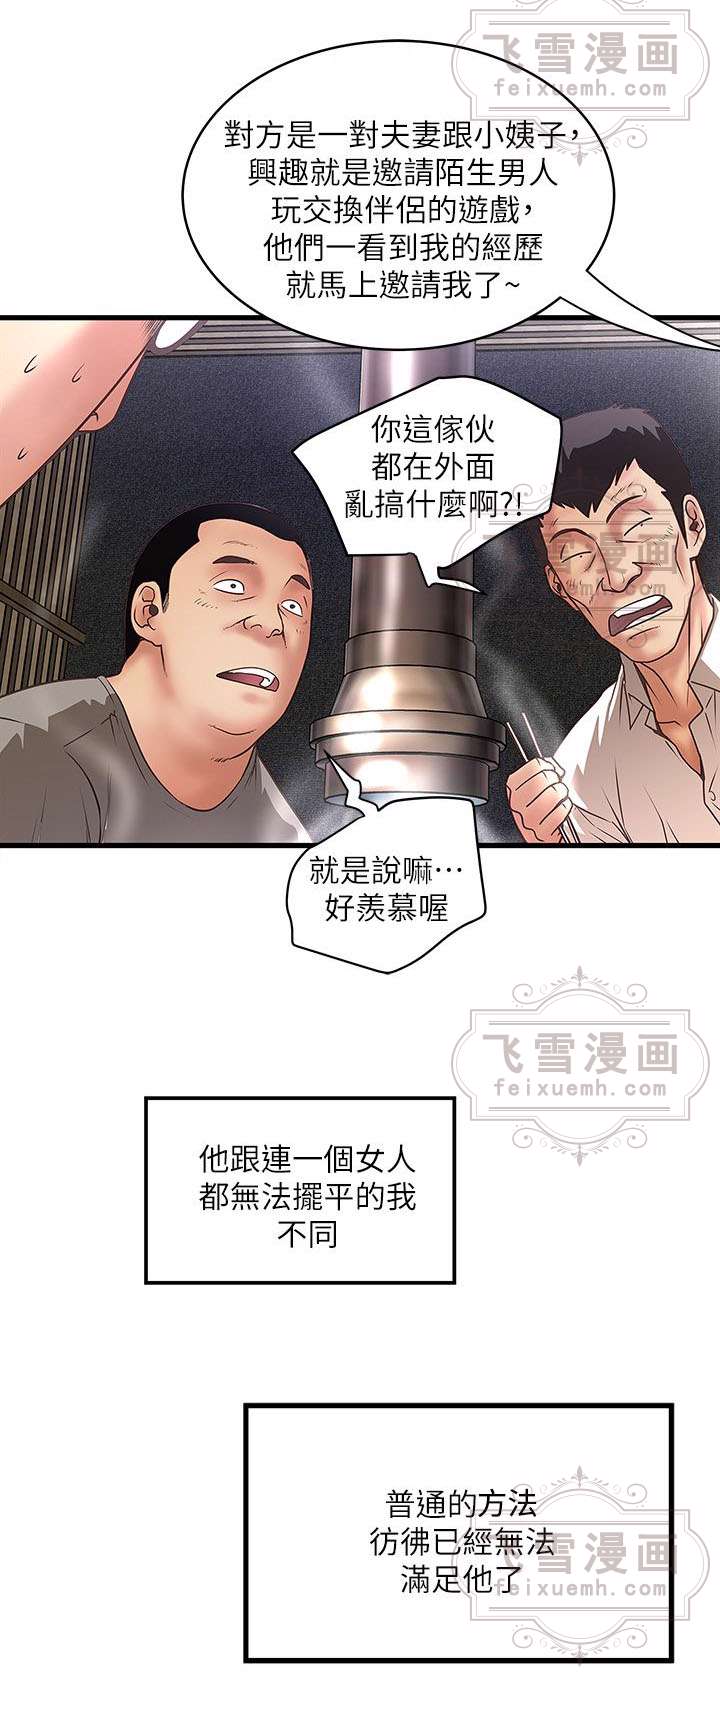 飞雪漫画
feixuemh.com
對方是一對夫妻跟小姨子，
興趣就是邀請陌生男人
玩交換伴侶的遊戲，
他們一看到我的經歷
就馬上邀請我了~
你這傢伙
都在外面
亂搞什麼啊?!
飞雪漫画
feixuemh.com
就是說嘛…
好羨慕喔
飞雪漫画
feixuemh.com
他跟連一個女人
都無法擺平的我
不同
普通的方法
彷彿已經無法
滿足他了
飞雪漫画
feixuemh.com